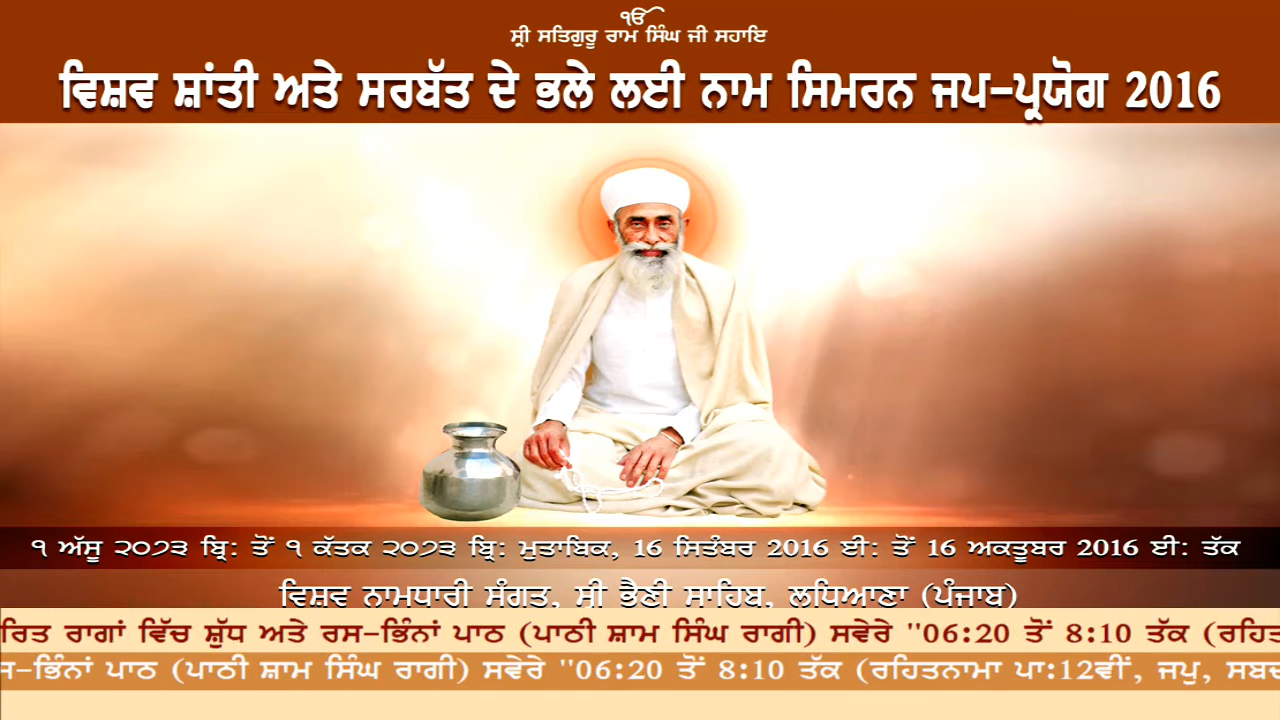 ੴ
ਸ੍ਰੀ ਸਤਿਗੁਰੂ ਰਾਮ ਸਿੰਘ ਜੀ ਸਹਾਇ
ਵਿਸ਼ਵ ਸ਼ਾਂਤੀ ਅਤੇ ਸਰਬੱਤ ਦੇ ਭਲੇ ਲਈ ਨਾਮ ਸਿਮਰਨ ਜਪ-ਪ੍ਰਯੋਗ 2016
੧ ਅੱਸੂ ੨੦੭੩ ਬ੍ਰਿ: ਤੋਂ ੧ ਕੱਤਕ ੨੦੭੩ ਬ੍ਰਿ: ਮੁਤਾਬਿਕ, 16 ਸਿਤੰਬਰ 2016 ਈ: ਤੋਂ 16 ਅਕਤੂਬਰ 2016 ਈ: ਤੱਕ
ਵਿਸ਼ਵ ਨਾਮਧਾਰੀ ਸੰਗਤ, ਸ੍ਰੀ ਭੈਣੀ ਸਾਹਿਬ, ਲੁਧਿਆਣਾ (ਪੰਜਾਬ)
ਰਿਤ ਰਾਗਾਂ ਵਿੱਚ ਸ਼ੁੱਧ ਅਤੇ ਰਸ-ਭਿੰਨਾਂ ਪਾਠ (ਪਾਠੀ ਸ਼ਾਮ ਸਿੰਘ ਰਾਗੀ) ਸਵੇਰੇ "06:20 ਤੋਂ 8:10 ਤੱਕ (ਰਹਿਤ
ਸ-ਭਿੰਨਾਂ ਪਾਠ (ਪਾਠੀ ਸ਼ਾਮ ਸਿੰਘ ਰਾਗੀ) ਸਵੇਰੇ "06:20 ਤੋਂ 8:10 ਤੱਕ (ਰਹਿਤਨਾਮਾ ਪਾ:12ਵੀਂ, ਜਪੁ, ਸਬਦ